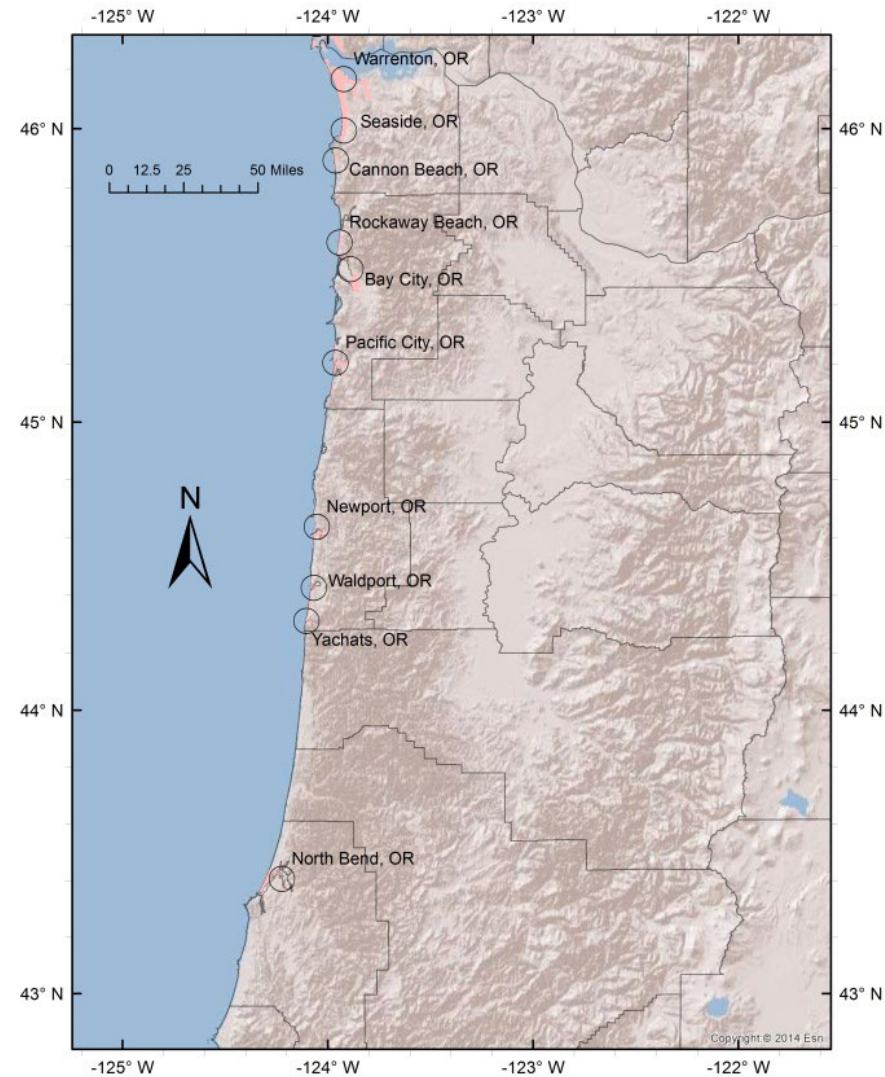 -125° W
-124° W
-123° W
-122° W
Warrenton, OR
46° N
Seaside, OR
46° N
0 12.5 25 50 Miles
Cannon Beach, OR
Rockaway Beach, OR
Bay City, OR
Pacific City, OR
45° N
45° N
N
Newport, OR
Waldport, OR
Yachats, OR
44° N
44° N
North Bend, OR
43° N
43° N
Copyright:© 2014 Esri
-125° W
-124° W
-123° W
-122° W